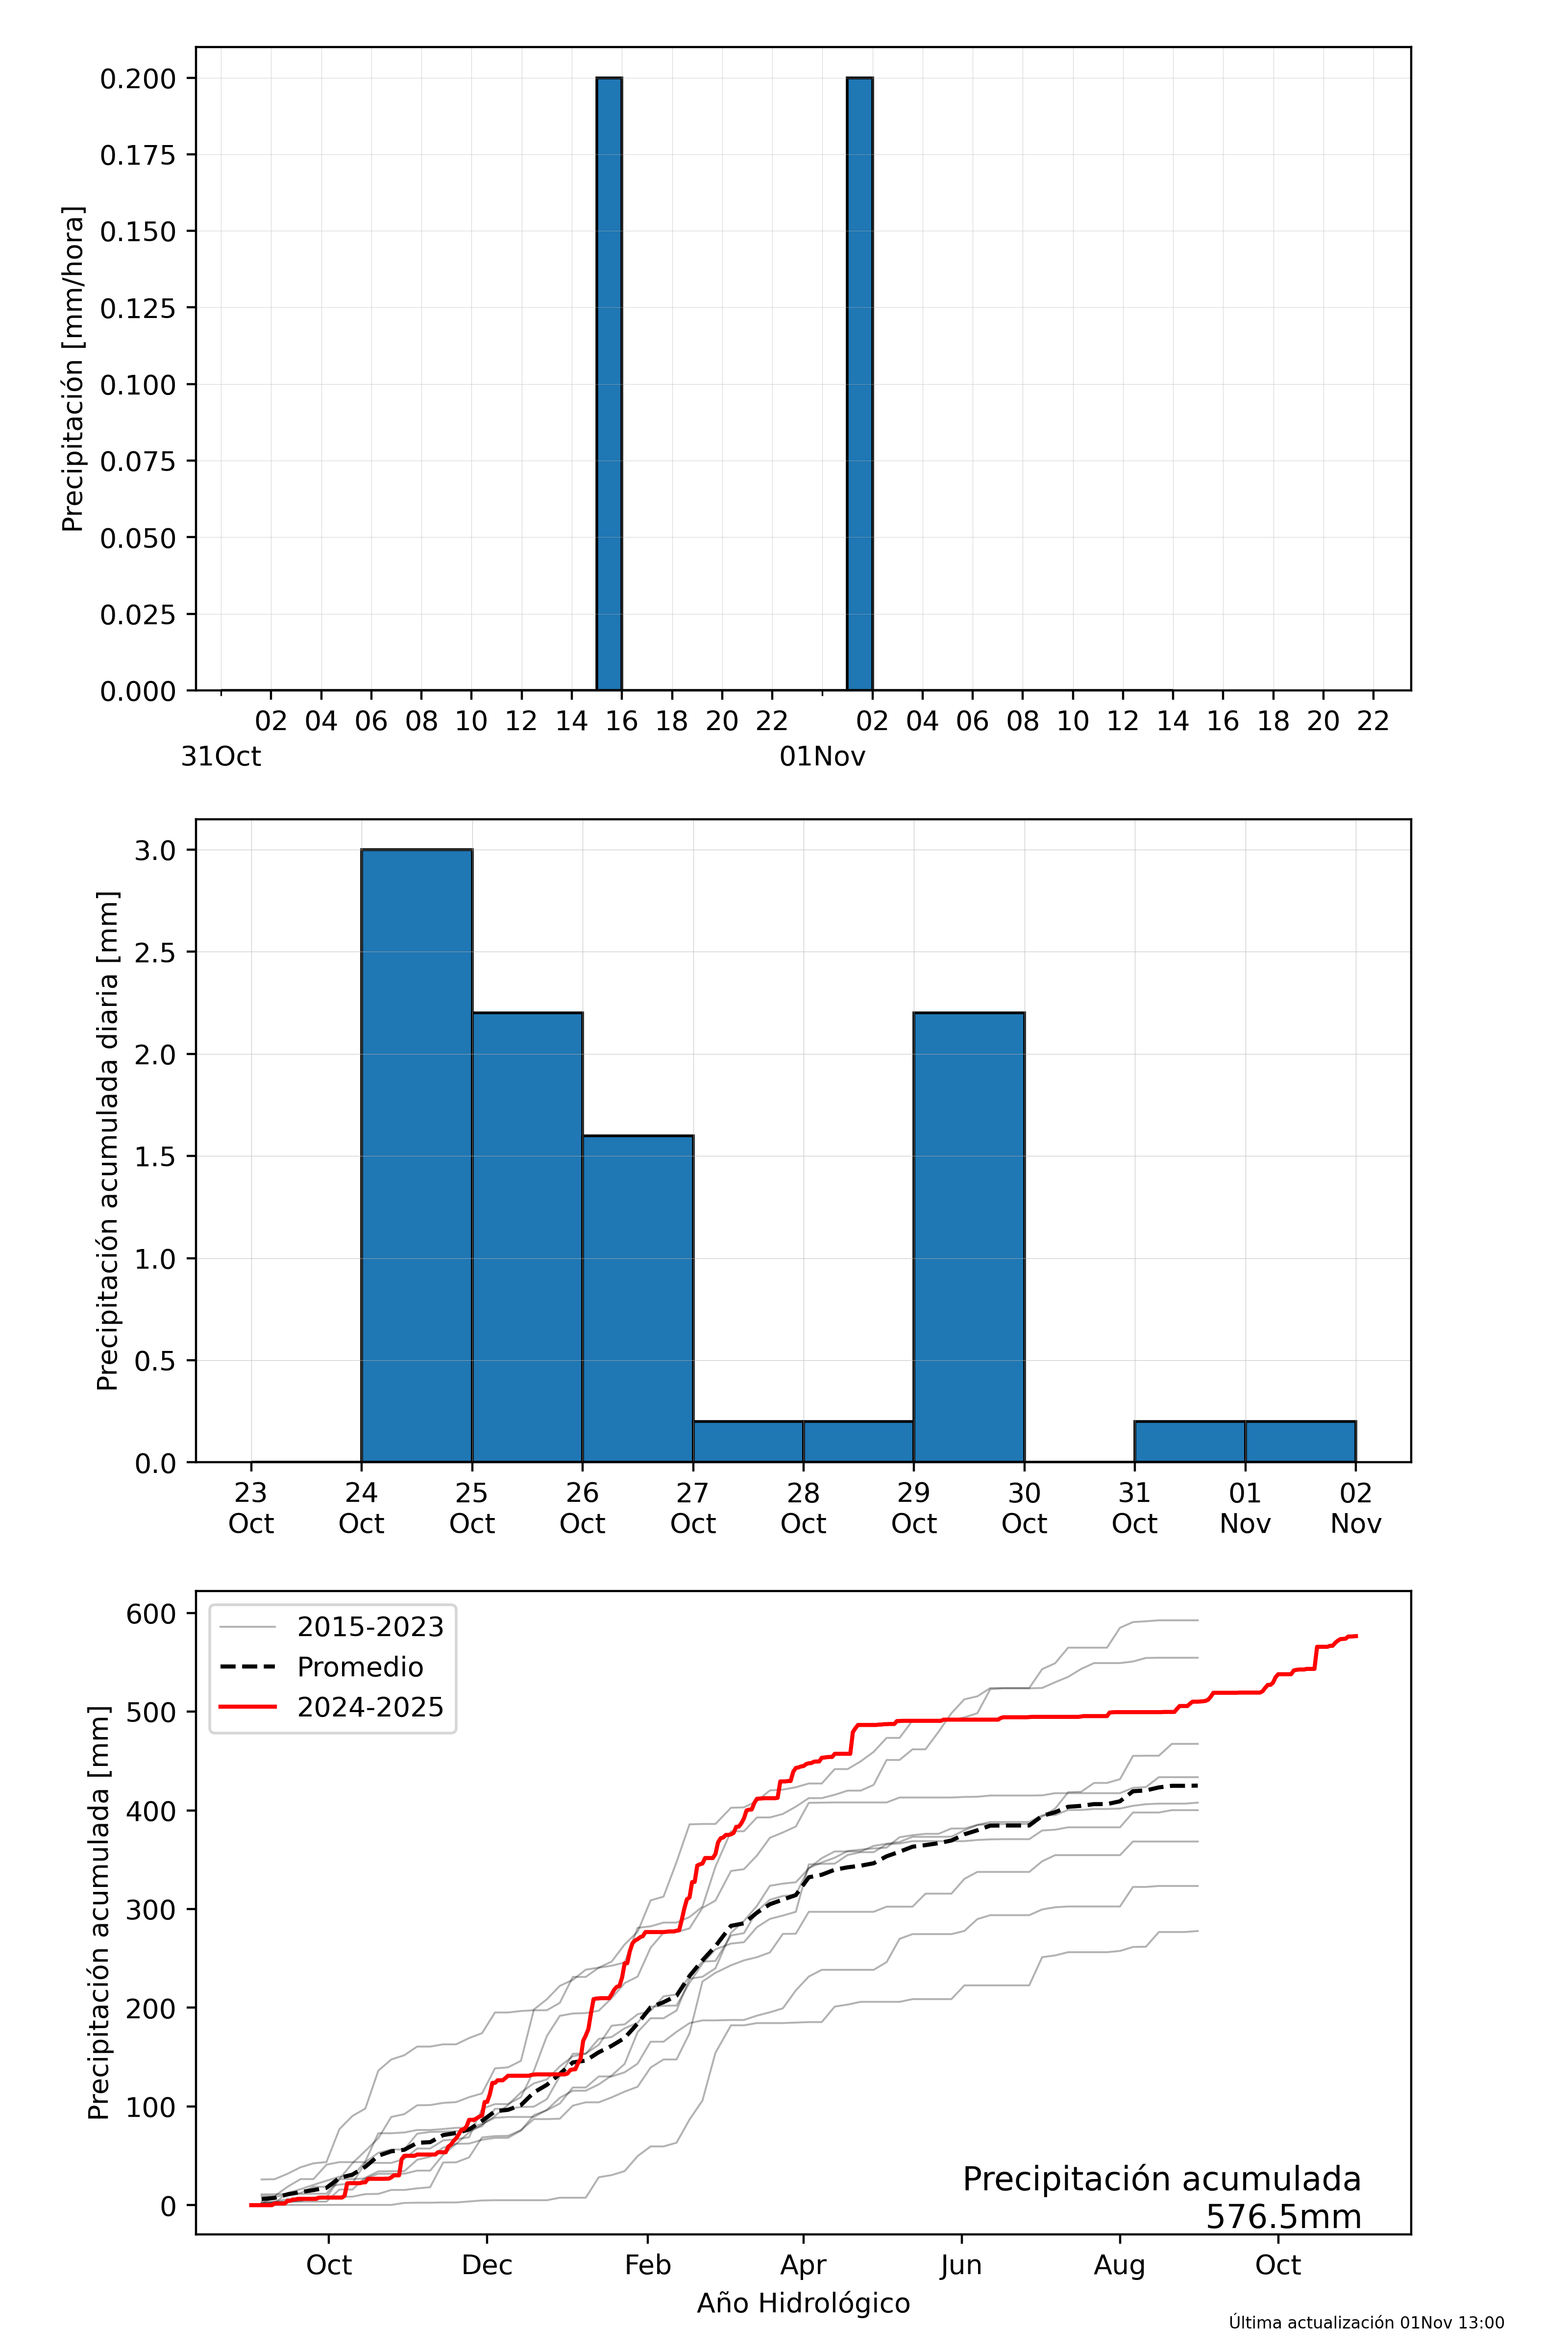 0.200
0.175
0.150
0.125
0.100
0.075
0.050
0.025
0.000
Precipitación [mm/hora]
02 04 06 08 10 12 14 16 18 20 22 02 04 06 08 10 12 14 16 18 20 22
31Oct 01Nov
3.0
2.5
2.0
1.5
1.0
0.5
0.0
Precipitación acumulada diaria [mm]
23 24 25 26 27 28 29 30 31 01 02
Oct Oct Oct Oct Oct Oct Oct Oct Oct Nov Nov
600
500
400
300
200
100
0
Precipitación acumulada [mm]
2015-2023
Promedio
2024-2025
Precipitación acumulada
576.5mm
Oct Dec Feb Apr Jun Aug Oct
Año Hidrológico
Última actualización 01Nov 13:00